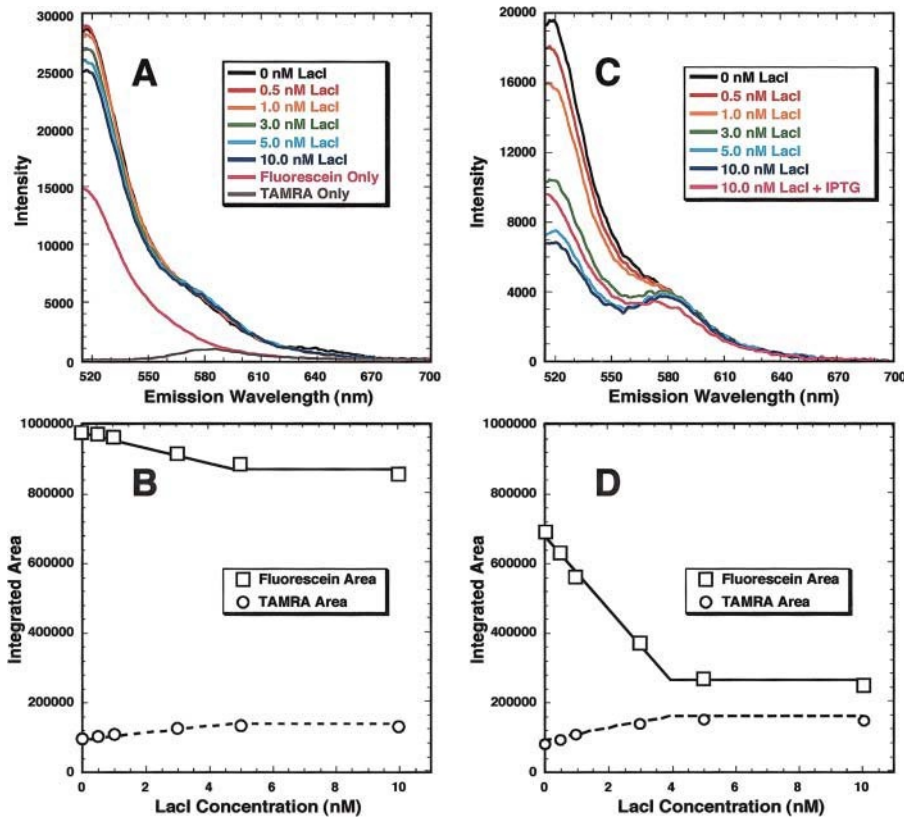 30000
25000
20000
15000
10000
5000
0
Intensity
A
0 nM LacI
0.5 nM LacI
1.0 nM LacI
3.0 nM LacI
5.0 nM LacI
10.0 nM LacI
Fluorescein Only
TAMRA Only
520 550 580 610 640 670 700
Emission Wavelength (nm)
20000
16000
12000
8000
4000
0
Intensity
C
0 nM LacI
0.5 nM LacI
1.0 nM LacI
3.0 nM LacI
5.0 nM LacI
10.0 nM LacI
10.0 nM LacI + IPTG
520 550 580 610 640 670 700
Emission Wavelength (nm)
1000000
800000
600000
400000
200000
0
Integrated Area
B
Fluorescein Area
TAMRA Area
0 2 4 6 8 10
LacI Concentration (nM)
1000000
800000
600000
400000
200000
0
Integrated Area
D
Fluorescein Area
TAMRA Area
0 2 4 6 8 10
LacI Concentration (nM)